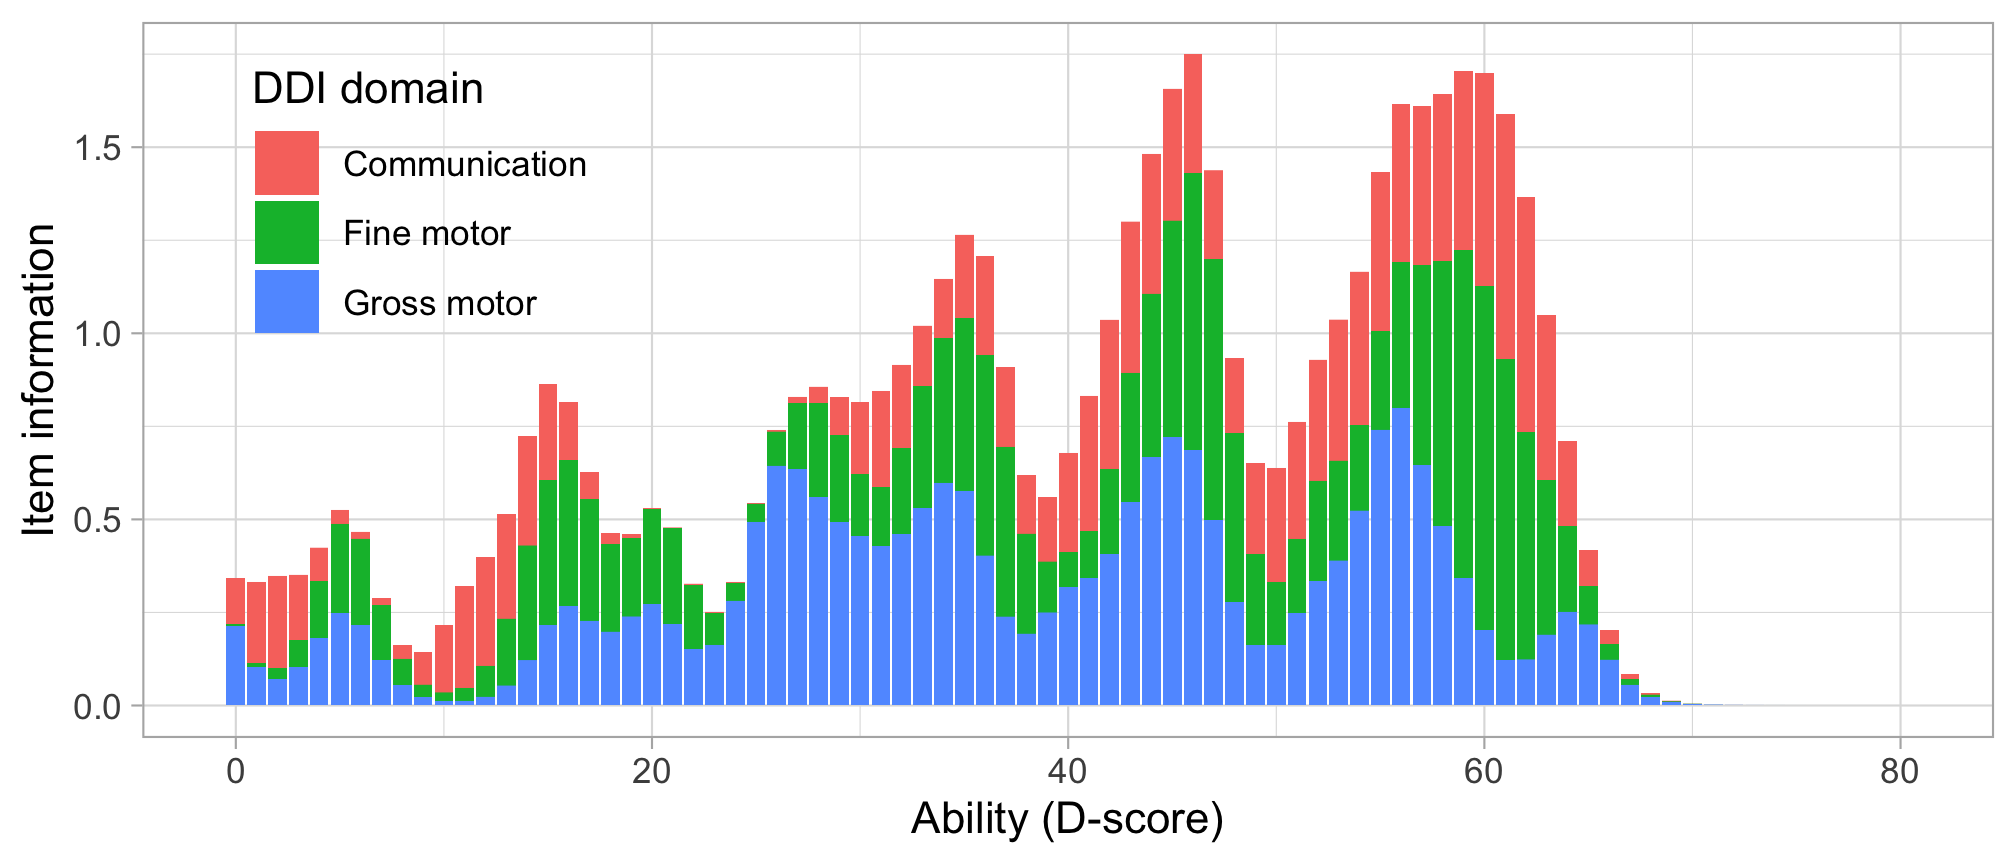 DDI domain
Communication
Fine motor
Gross motor
Item information
1.5
1.0
0.5
0.0
0 20 40 60 80
Ability (D-score)